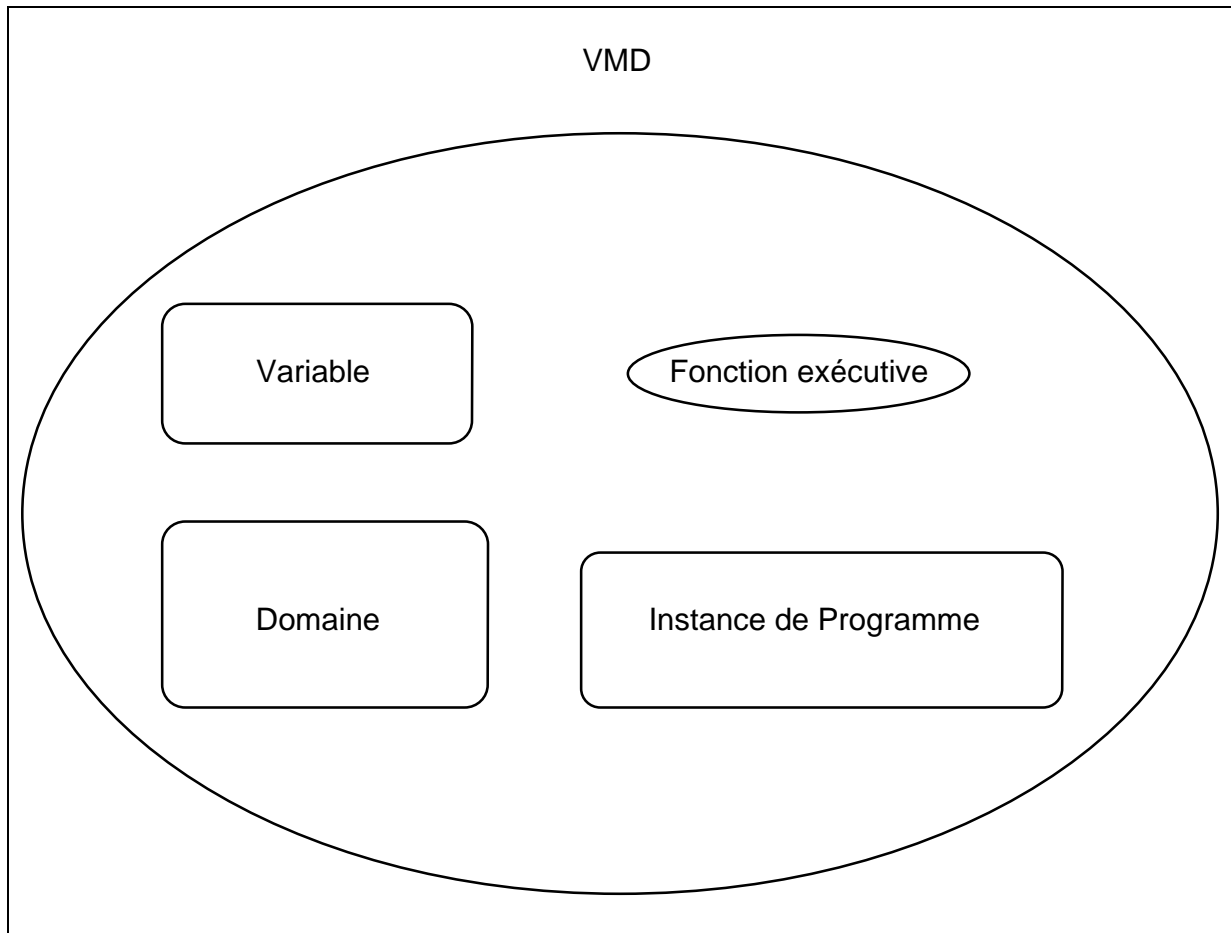 VMD
Variable
Fonction exécutive
Domaine
Instance de Programme